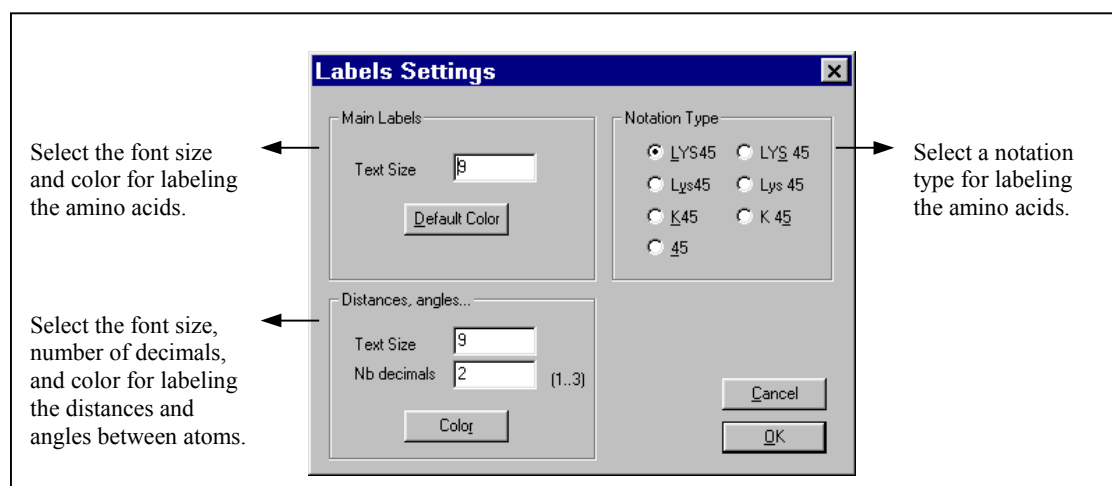 Labels Settings
Select the font size
and color for labeling
the amino acids.
Main Labels
Text Size 9
Default Color
Notation Type
LYS45 LYS 45
Lys45 Lys 45
K45 K 45
45
Select a notation
type for labeling
the amino acids.
Select the font size,
number of decimals,
and color for labeling
the distances and
angles between atoms.
Distances, angles...
Text Size 9
Nb decimals 2 (1..3)
Color
Cancel
OK